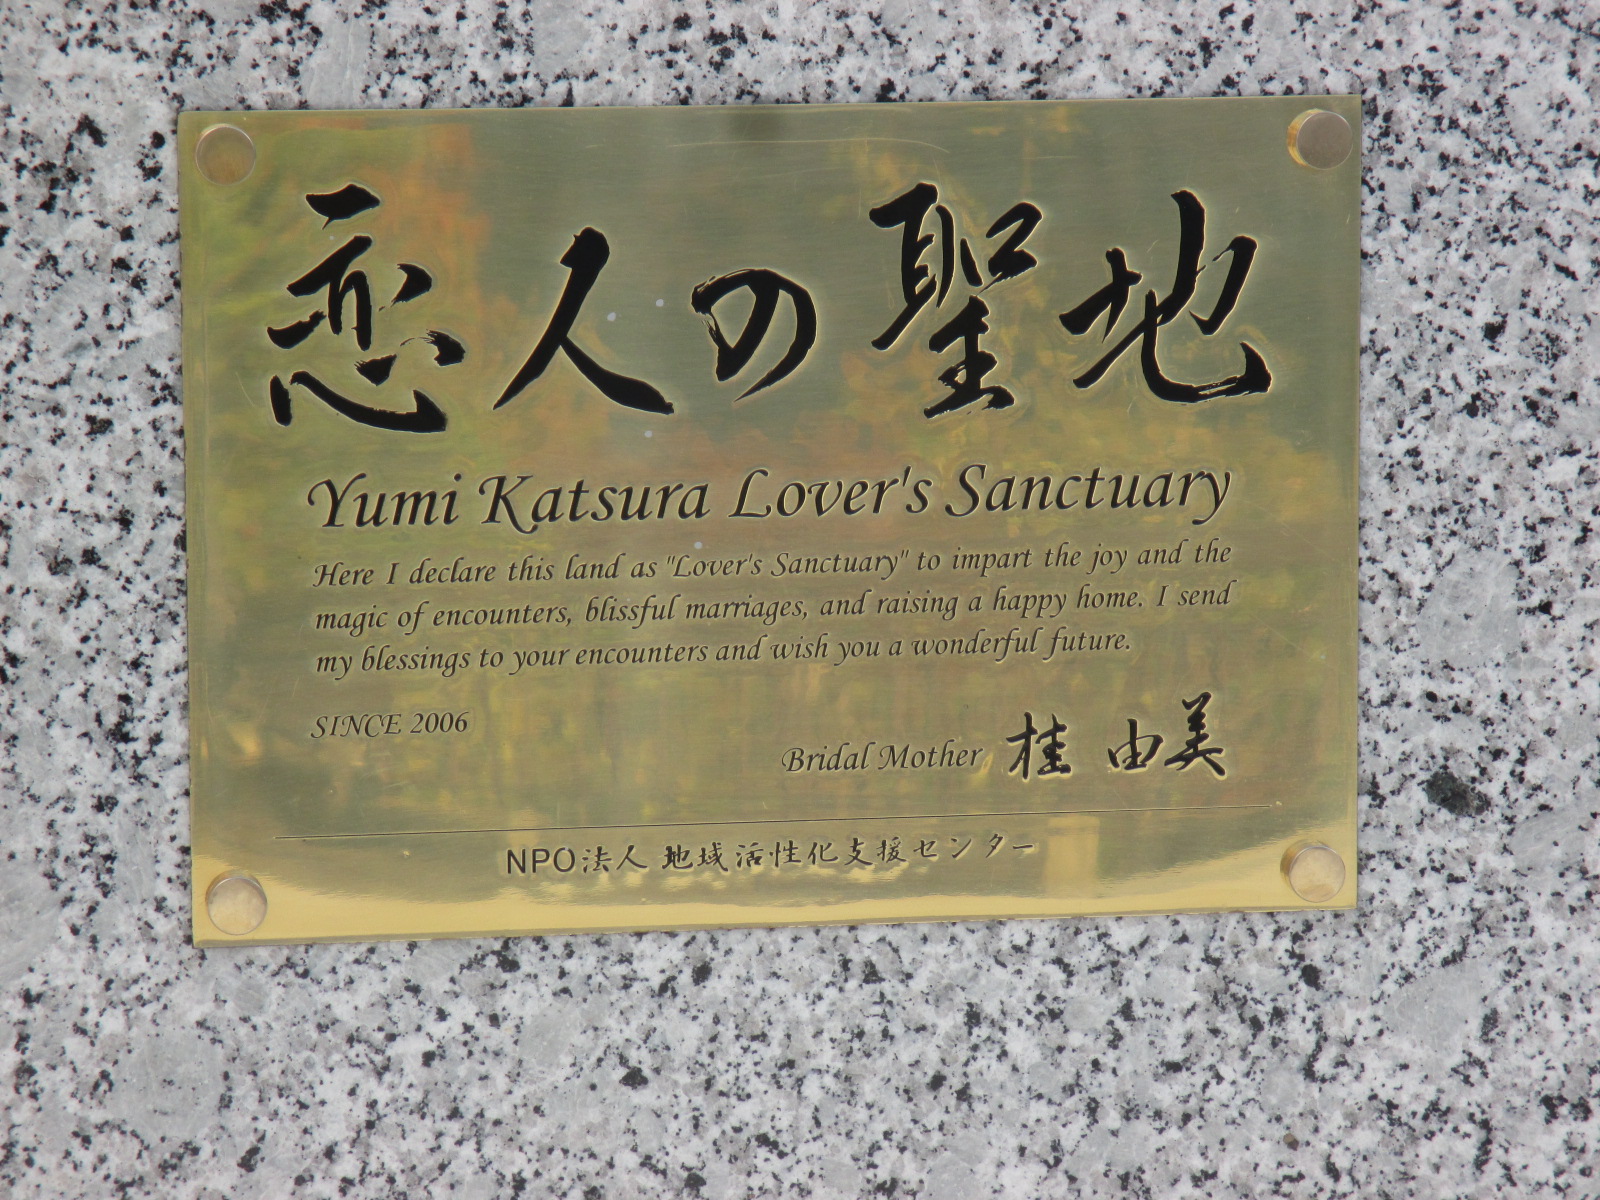 恋人の聖地
Yumi Katsura Lover's Sanctuary
Here I declare this land as "Lover's Sanctuary" to impart the joy and the
magic of encounters, blissful marriages, and raising a happy home. I send
my blessings to your encounters and wish you a wonderful future.
SINCE 2006
Bridal Mother 桂 由美
NPO法人 地域活性化支援センター